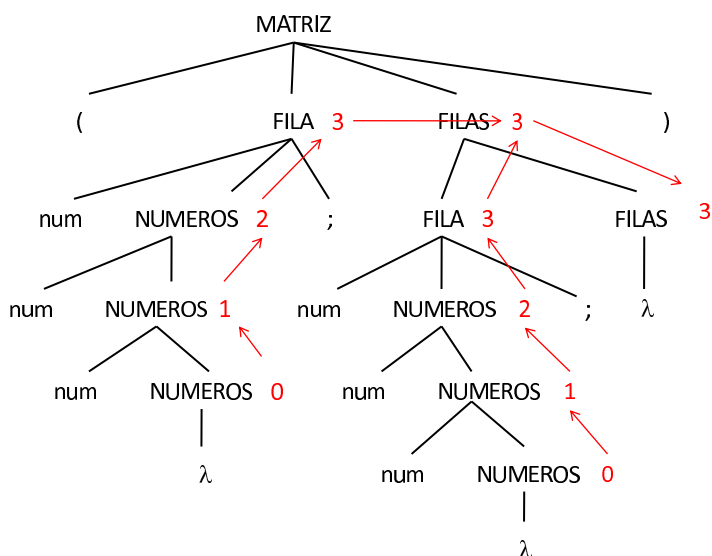 MATRIZ
( FILA 3 FILAS 3 )
num NUMEROS 2 ; FILA 3 FILAS 3
num NUMEROS 1 num NUMEROS 2 ; λ
num NUMEROS 0 num NUMEROS 1
λ num NUMEROS 0
λ